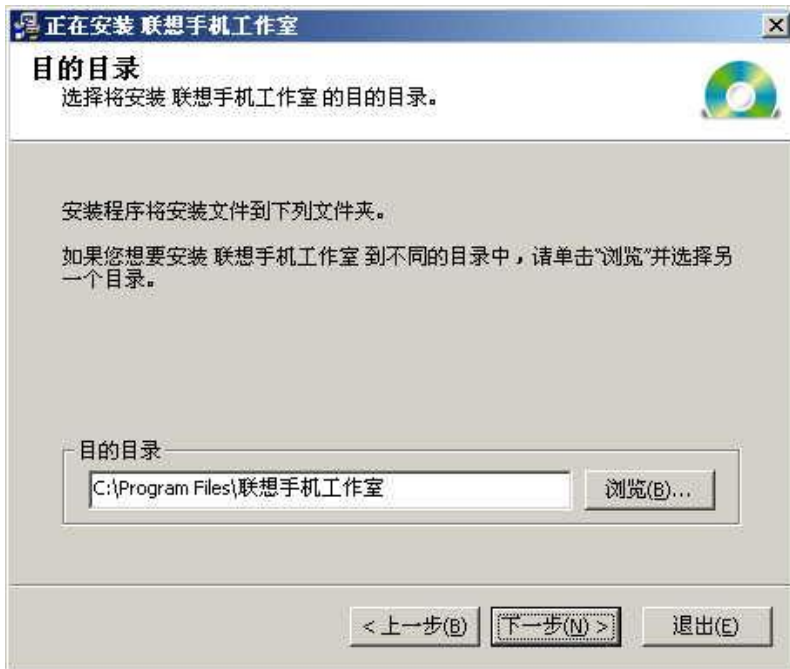 正在安装 联想手机工作室
目的目录
选择将安装 联想手机工作室 的目的目录。
安装程序将安装文件到下列文件夹。
如果您想要安装 联想手机工作室 到不同的目录中，请单击“浏览”并选择另
一个目录。
目的目录
C:\Program Files\联想手机工作室
浏览(B)...
< 上一步(B)
下一步(N) >
退出(E)